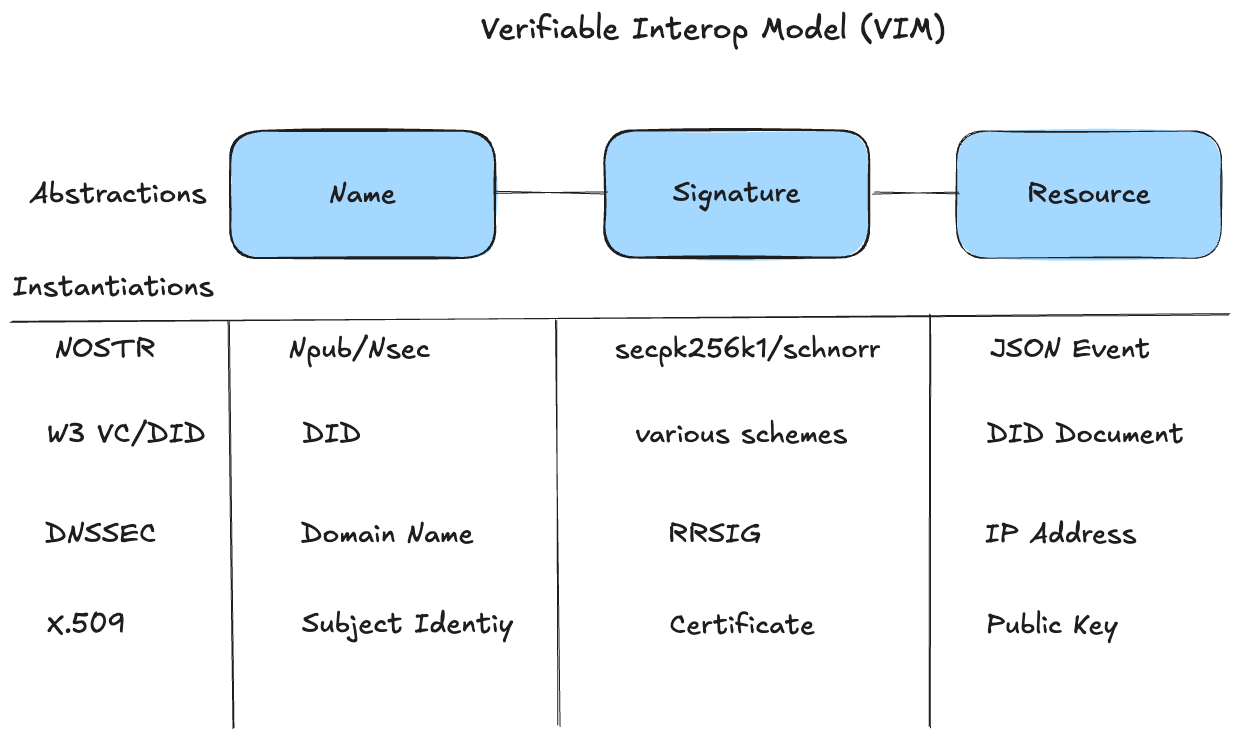 Verifiable Interop Model (VIM)
Abstractions
Name
Signature
Resource
Instantiations
NOSTR
Npub/Nsec
secpk256k1/schnorr
JSON Event
W3 VC/DID
DID
various schemes
DID Document
DNSSEC
Domain Name
RRSIG
IP Address
x.509
Subject Identiy
Certificate
Public Key